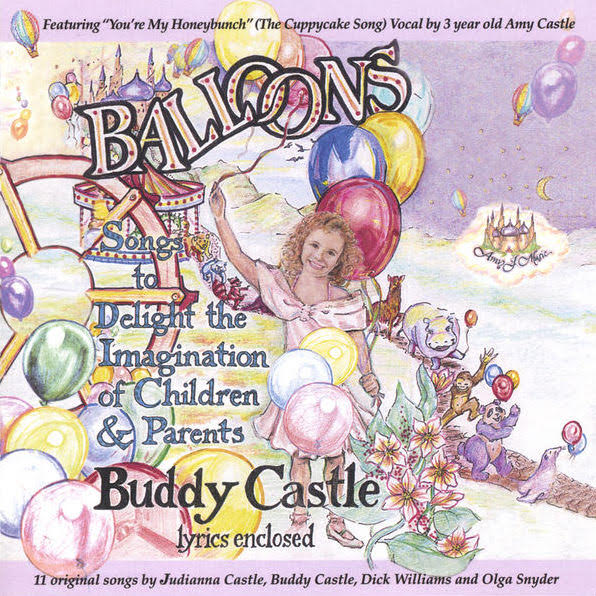 Featuring "You're My Honeybunch" (The Cuppycake Song) Vocal by 3 year old Amy Castle
BALLOONS
Songs
to
Delight the
Imagination
of Children
& Parents
Amy J Music
Buddy Castle
lyrics enclosed
11 original songs by Judianna Castle, Buddy Castle, Dick Williams and Olga Snyder